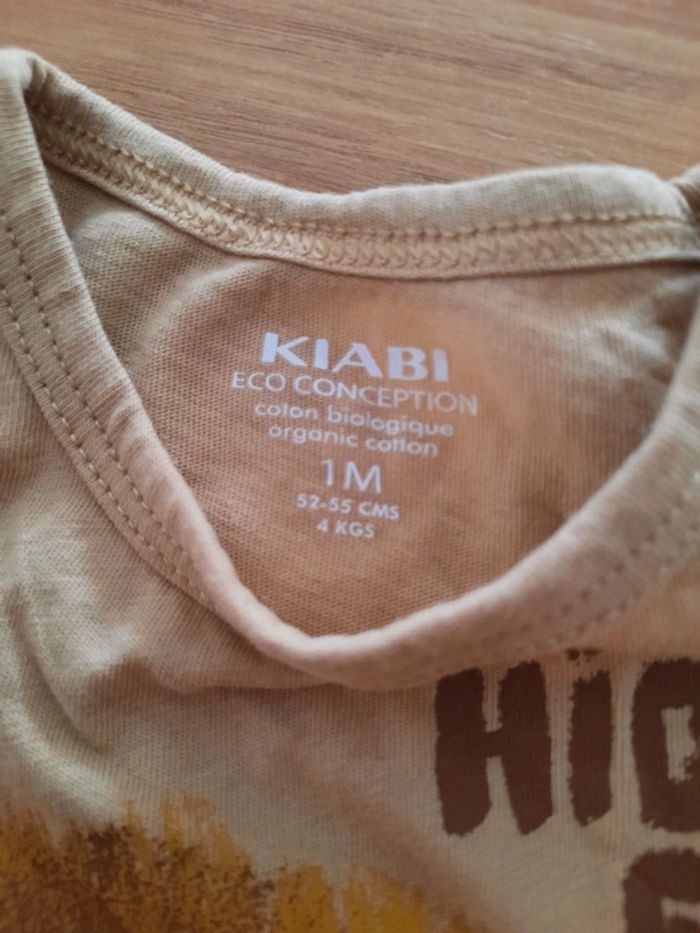 KIABI
ECO CONCEPTION
coton biologique
organic cotton
1M
52-55 CMS
4 KGS